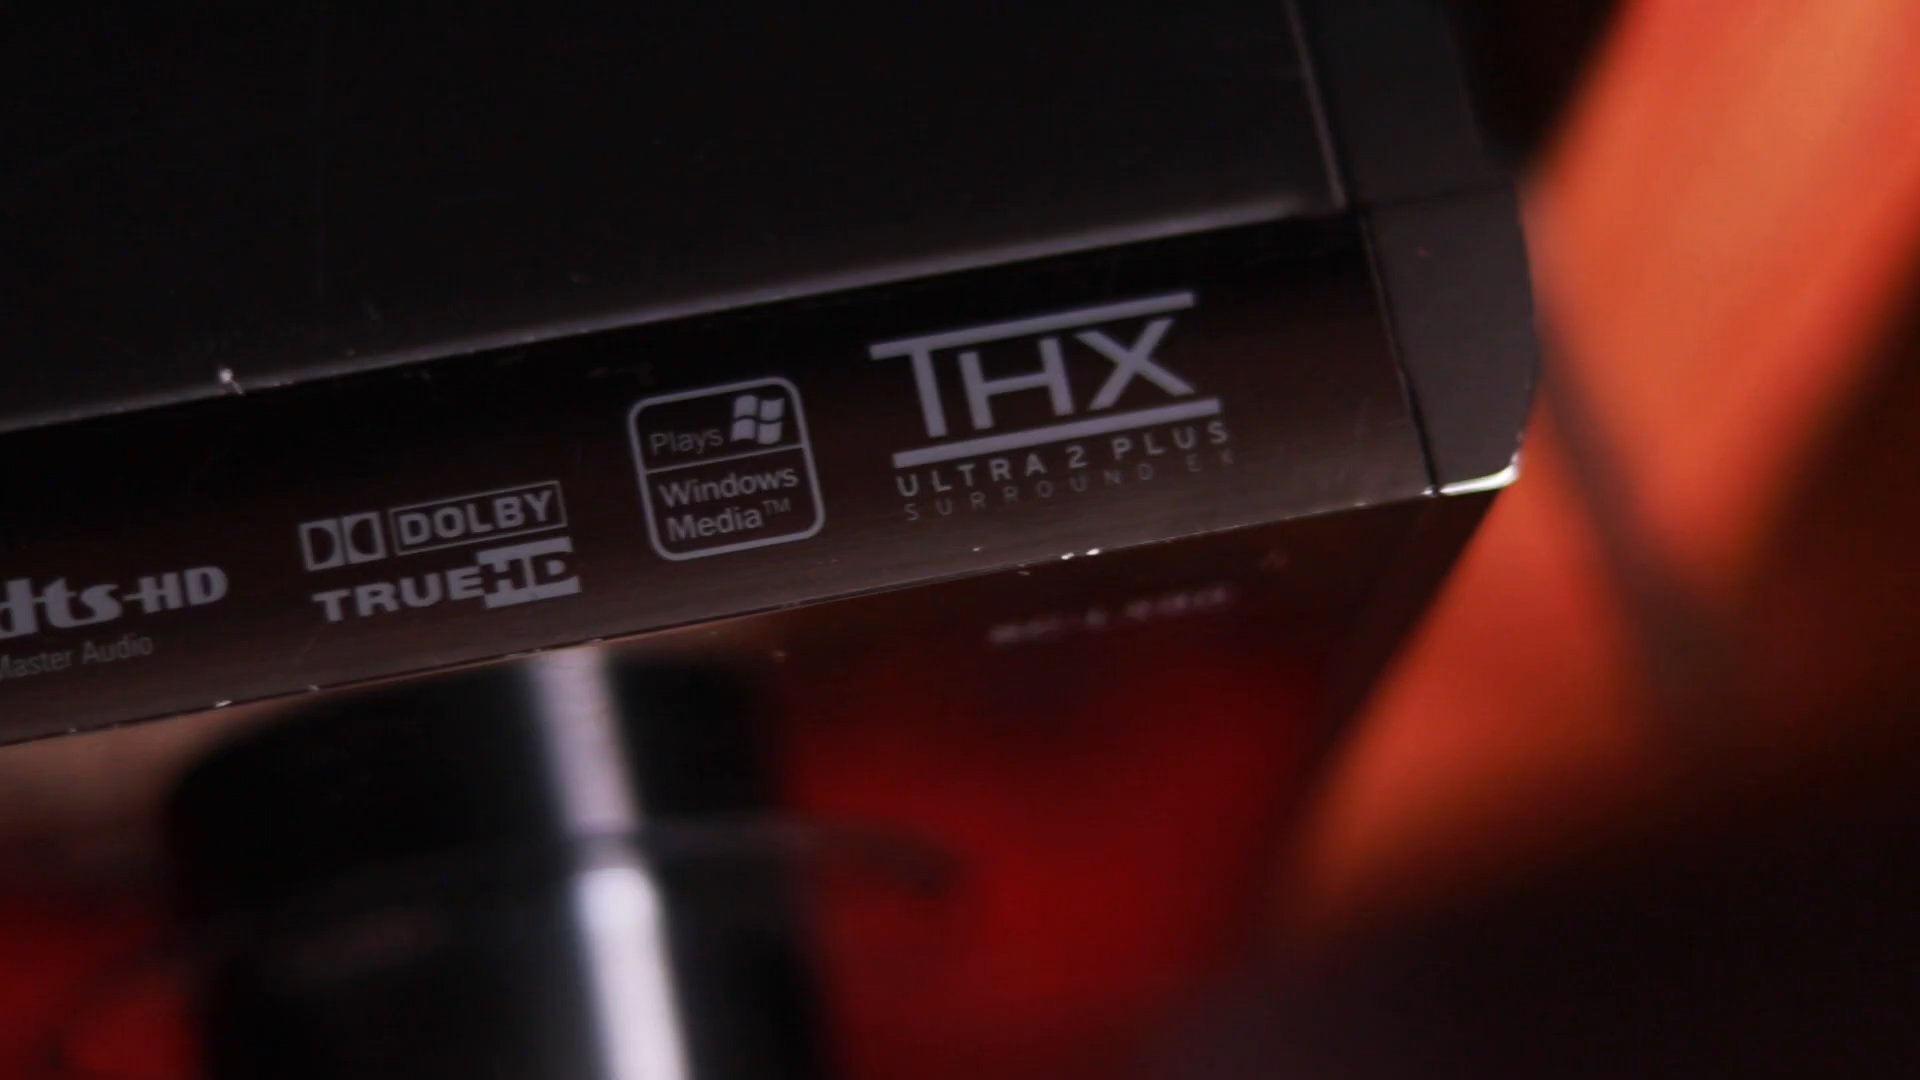 dts-HD
Master Audio
DOLBY
TRUEHD
Plays
Windows
Media™
THX
ULTRA 2 PLUS
SURROUND EX